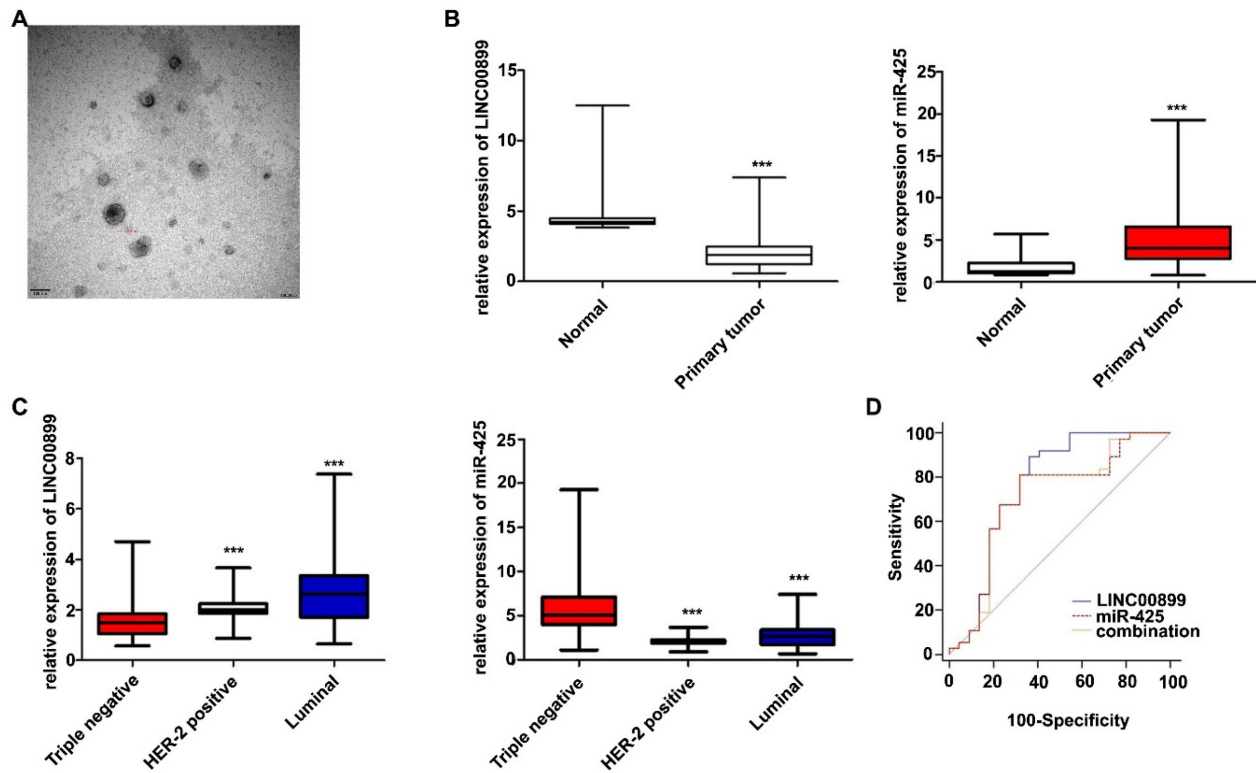 A
B
relative expression of LINC00899
15
10
5
0
***
Normal
Primary tumor
relative expression of miR-425
25
20
15
10
5
0
***
Normal
Primary tumor
C
relative expression of LINC00899
8
6
4
2
0
***
***
Triple negative
HER-2 positive
Luminal
relative expression of miR-425
25
20
15
10
5
0
***
***
Triple negative
HER-2 positive
Luminal
D
Sensitivity
100
80
60
40
20
0
LINC00899
miR-425
combination
0 20 40 60 80 100
100-Specificity